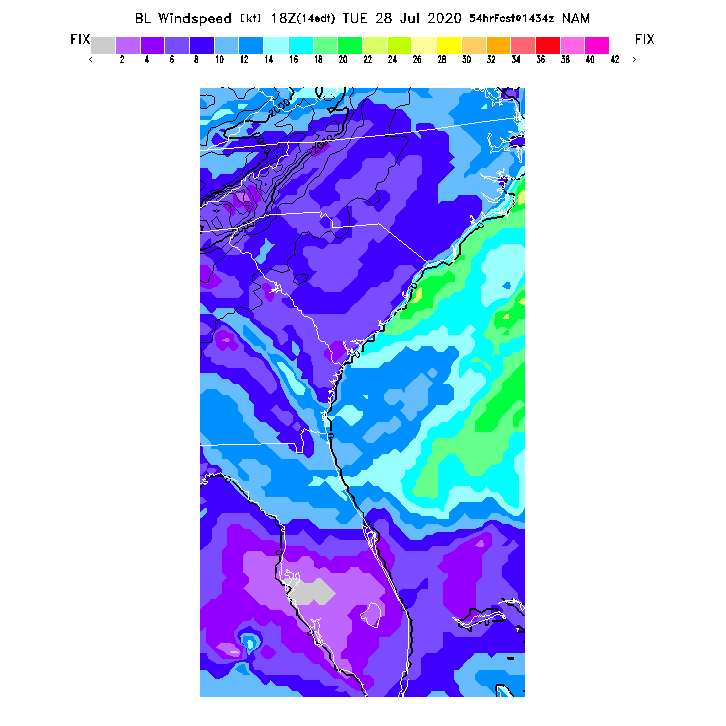 BL Windspeed [kt] 18Z(14edt) TUE 28 Jul 2020 54hrFcst@1434z NAM
FIX FIX
< 2 4 6 8 10 12 14 16 18 20 22 24 26 28 30 32 34 36 38 40 42 >